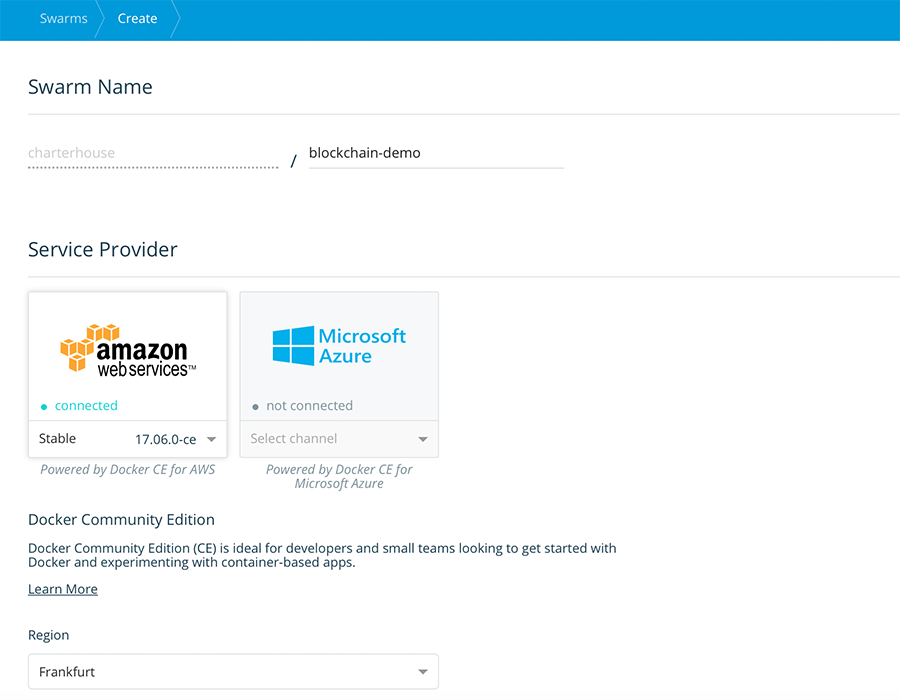 Swarms Create
Swarm Name
charterhouse / blockchain-demo
Service Provider
amazon
webservices™
Microsoft
Azure
connected
not connected
Stable 17.06.0-ce
Select channel
Powered by Docker CE for AWS
Powered by Docker CE for
Microsoft Azure
Docker Community Edition
Docker Community Edition (CE) is ideal for developers and small teams looking to get started with
Docker and experimenting with container-based apps.
Learn More
Region
Frankfurt